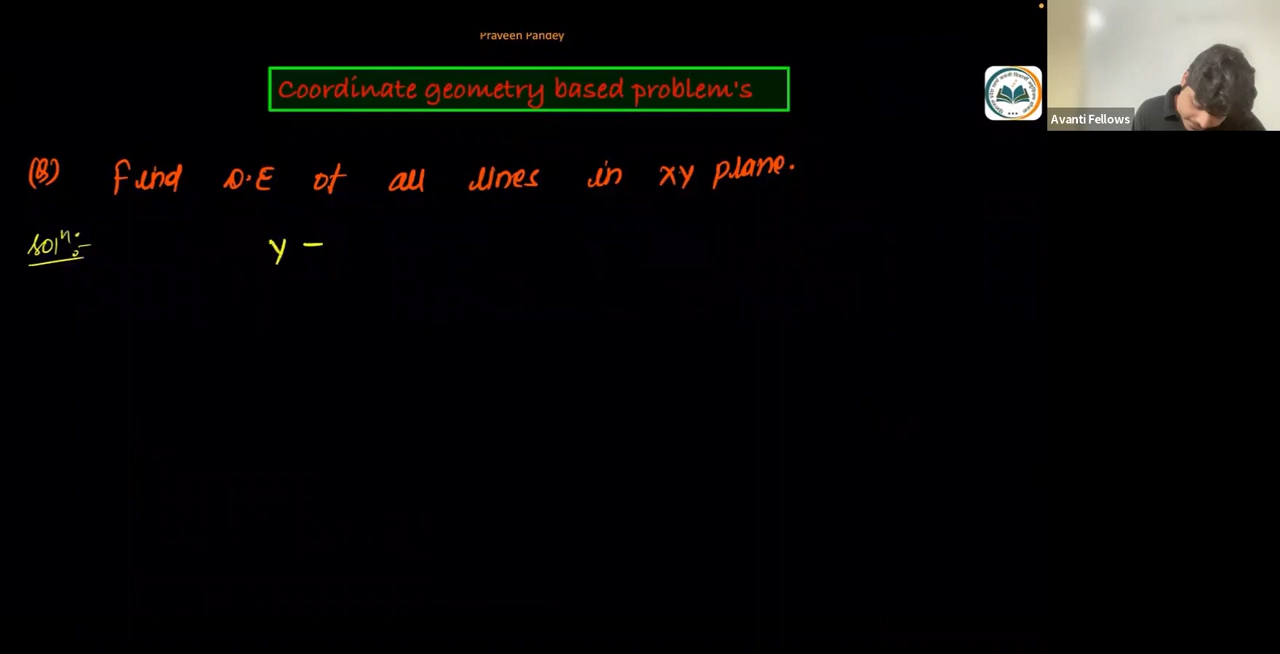 Praveen Pandey
Coordinate geometry based problem's
Avanti Fellows
(Q) Find D.E of all lines in XY plane.
Solⁿ:-
y -